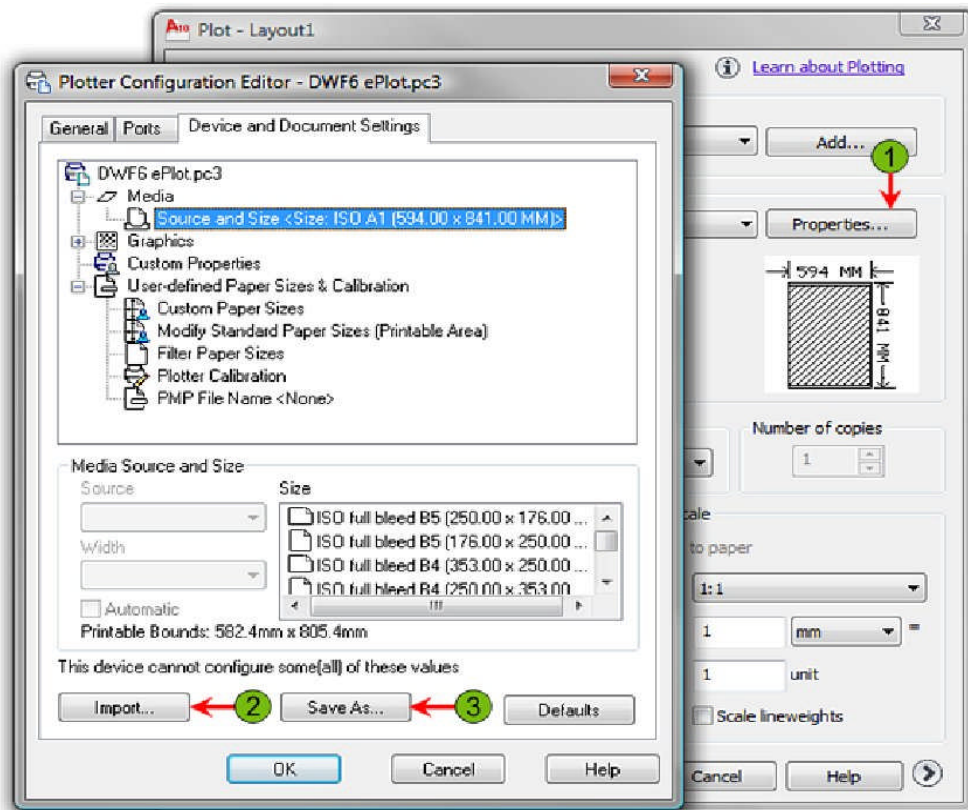 Plot - Layout1
Learn about Plotting
Add...
1
Properties...
594 MM
841 MM
Number of copies
1
to paper
1:1
1
mm
=
1
unit
Scale lineweights
Cancel
Help
Plotter Configuration Editor - DWF6 ePlot.pc3
General
Ports
Device and Document Settings
DWF6 ePlot.pc3
Media
Source and Size <Size: ISO A1 (594.00 x 841.00 MM)>
Graphics
Custom Properties
User-defined Paper Sizes & Calibration
Custom Paper Sizes
Modify Standard Paper Sizes (Printable Area)
Filter Paper Sizes
Plotter Calibration
PMP File Name <None>
Media Source and Size
Source
Size
ISO full bleed B5 (250.00 x 176.00 ...
ISO full bleed B5 (176.00 x 250.00 ...
ISO full bleed B4 (353.00 x 250.00 ...
ISO full bleed B4 (250.00 x 353.00
Width
Automatic
Printable Bounds: 582.4mm x 805.4mm
This device cannot configure some(all) of these values
Import...
2
Save As...
3
Defaults
OK
Cancel
Help